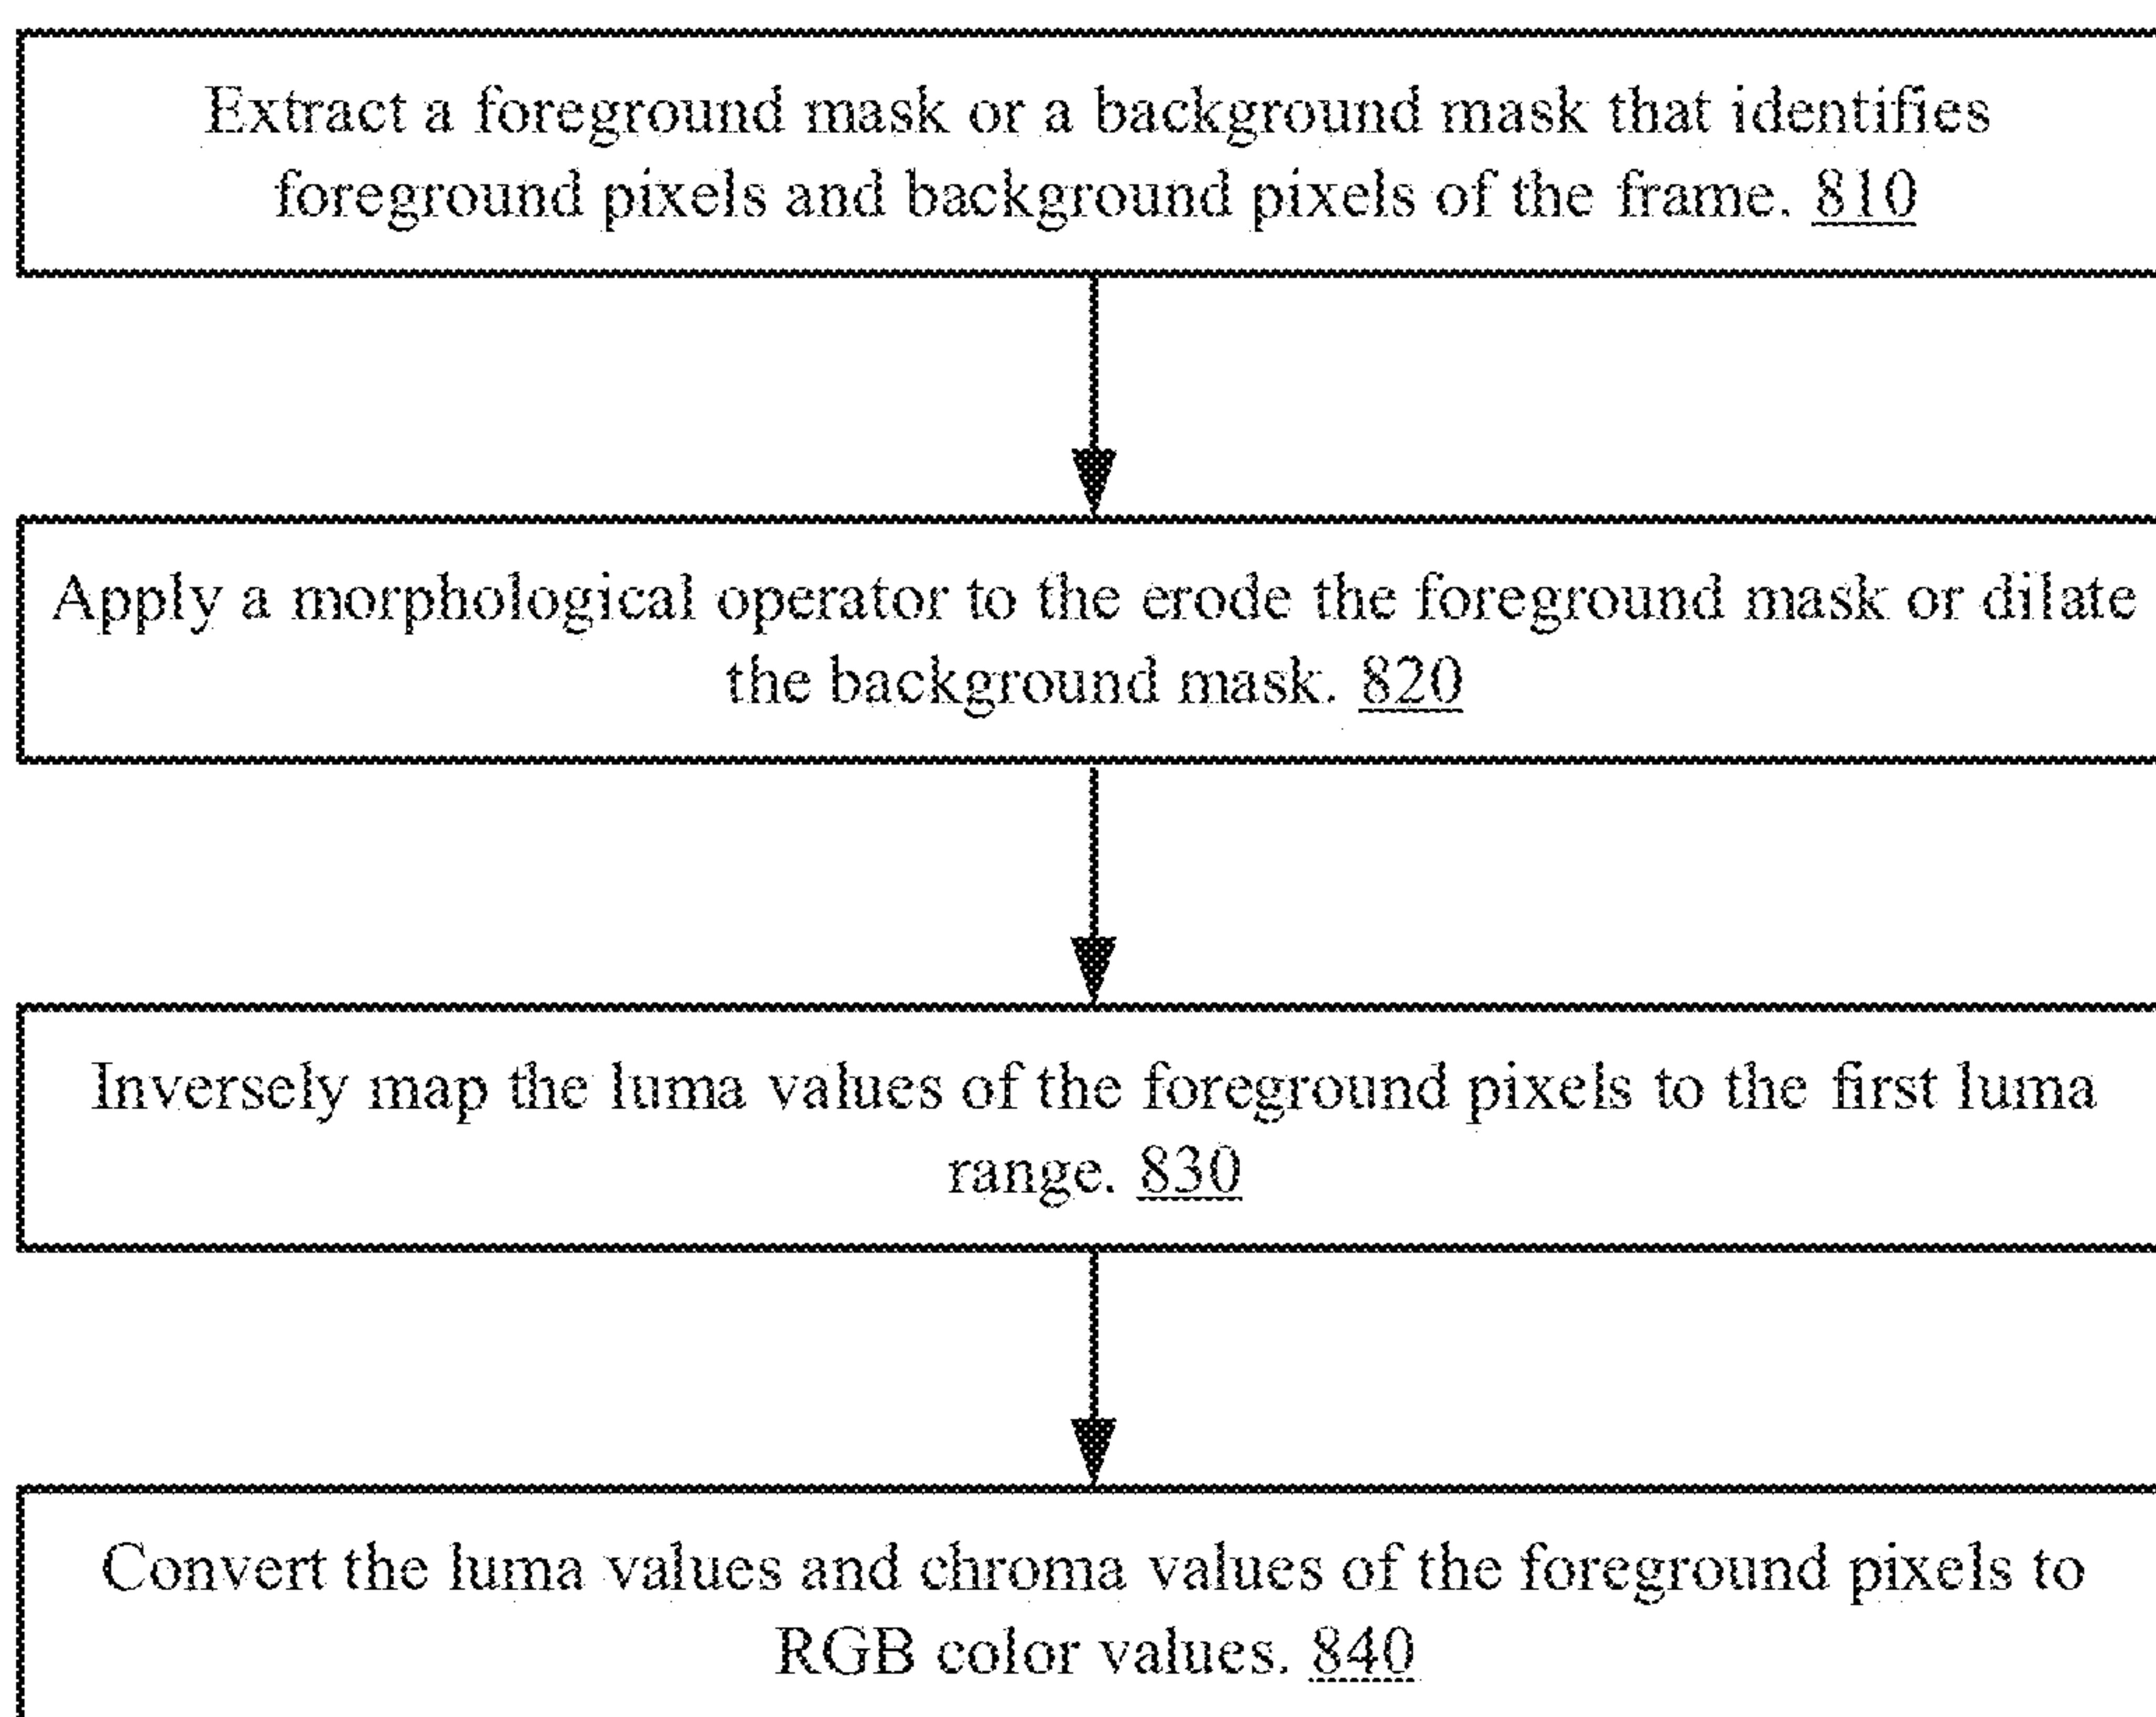 Extract a foreground mask or a background mask that identifies
foreground pixels and background pixels of the frame. 810
Apply a morphological operator to the erode the foreground mask or dilate
the background mask. 820
Inversely map the luma values of the foreground pixels to the first luma
range. 830
Convert the luma values and chroma values of the foreground pixels to
RGB color values. 840